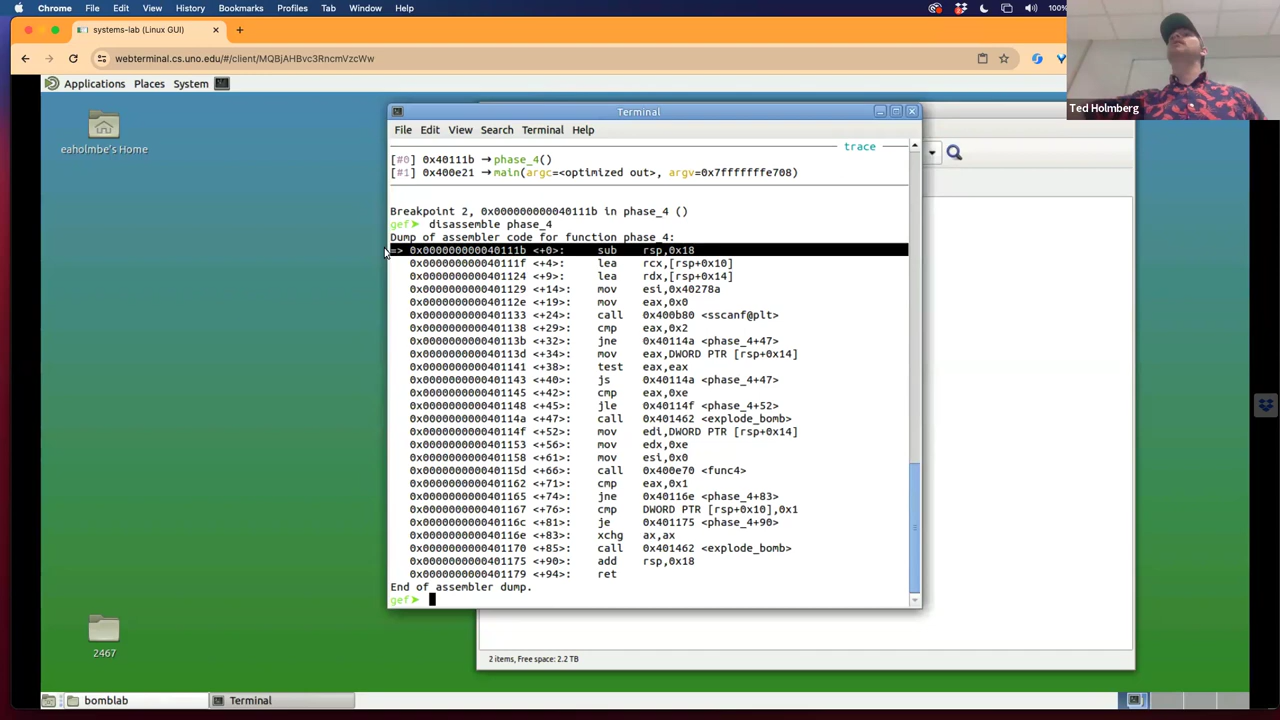 Chrome File Edit View History Bookmarks Profiles Tab Window Help 100%
systems-lab (Linux GUI)
webterminal.cs.uno.edu/#/client/MQBjAHBvc3RncmVzcWw
Applications Places System
Ted Holmberg
eaholmbe's Home
Terminal
File Edit View Search Terminal Help
trace
[#0] 0x40111b → phase_4()
[#1] 0x400e21 → main(argc=<optimized out>, argv=0x7fffffffe708)
Breakpoint 2, 0x000000000040111b in phase_4 ()
gef➤ disassemble phase_4
Dump of assembler code for function phase_4:
=> 0x000000000040111b <+0>: sub rsp,0x18
0x000000000040111f <+4>: lea rcx,[rsp+0x10]
0x0000000000401124 <+9>: lea rdx,[rsp+0x14]
0x0000000000401129 <+14>: mov esi,0x40278a
0x000000000040112e <+19>: mov eax,0x0
0x0000000000401133 <+24>: call 0x400b80 <sscanf@plt>
0x0000000000401138 <+29>: cmp eax,0x2
0x000000000040113b <+32>: jne 0x40114a <phase_4+47>
0x000000000040113d <+34>: mov eax,DWORD PTR [rsp+0x14]
0x0000000000401141 <+38>: test eax,eax
0x0000000000401143 <+40>: js 0x40114a <phase_4+47>
0x0000000000401145 <+42>: cmp eax,0xe
0x0000000000401148 <+45>: jle 0x40114f <phase_4+52>
0x000000000040114a <+47>: call 0x401462 <explode_bomb>
0x000000000040114f <+52>: mov edi,DWORD PTR [rsp+0x14]
0x0000000000401153 <+56>: mov edx,0xe
0x0000000000401158 <+61>: mov esi,0x0
0x000000000040115d <+66>: call 0x400e70 <func4>
0x0000000000401162 <+71>: cmp eax,0x1
0x0000000000401165 <+74>: jne 0x40116e <phase_4+83>
0x0000000000401167 <+76>: cmp DWORD PTR [rsp+0x10],0x1
0x000000000040116c <+81>: je 0x401175 <phase_4+90>
0x000000000040116e <+83>: xchg ax,ax
0x0000000000401170 <+85>: call 0x401462 <explode_bomb>
0x0000000000401175 <+90>: add rsp,0x18
0x0000000000401179 <+94>: ret
End of assembler dump.
gef➤
2467
2 items, Free space: 2.2 TB
bomblab Terminal